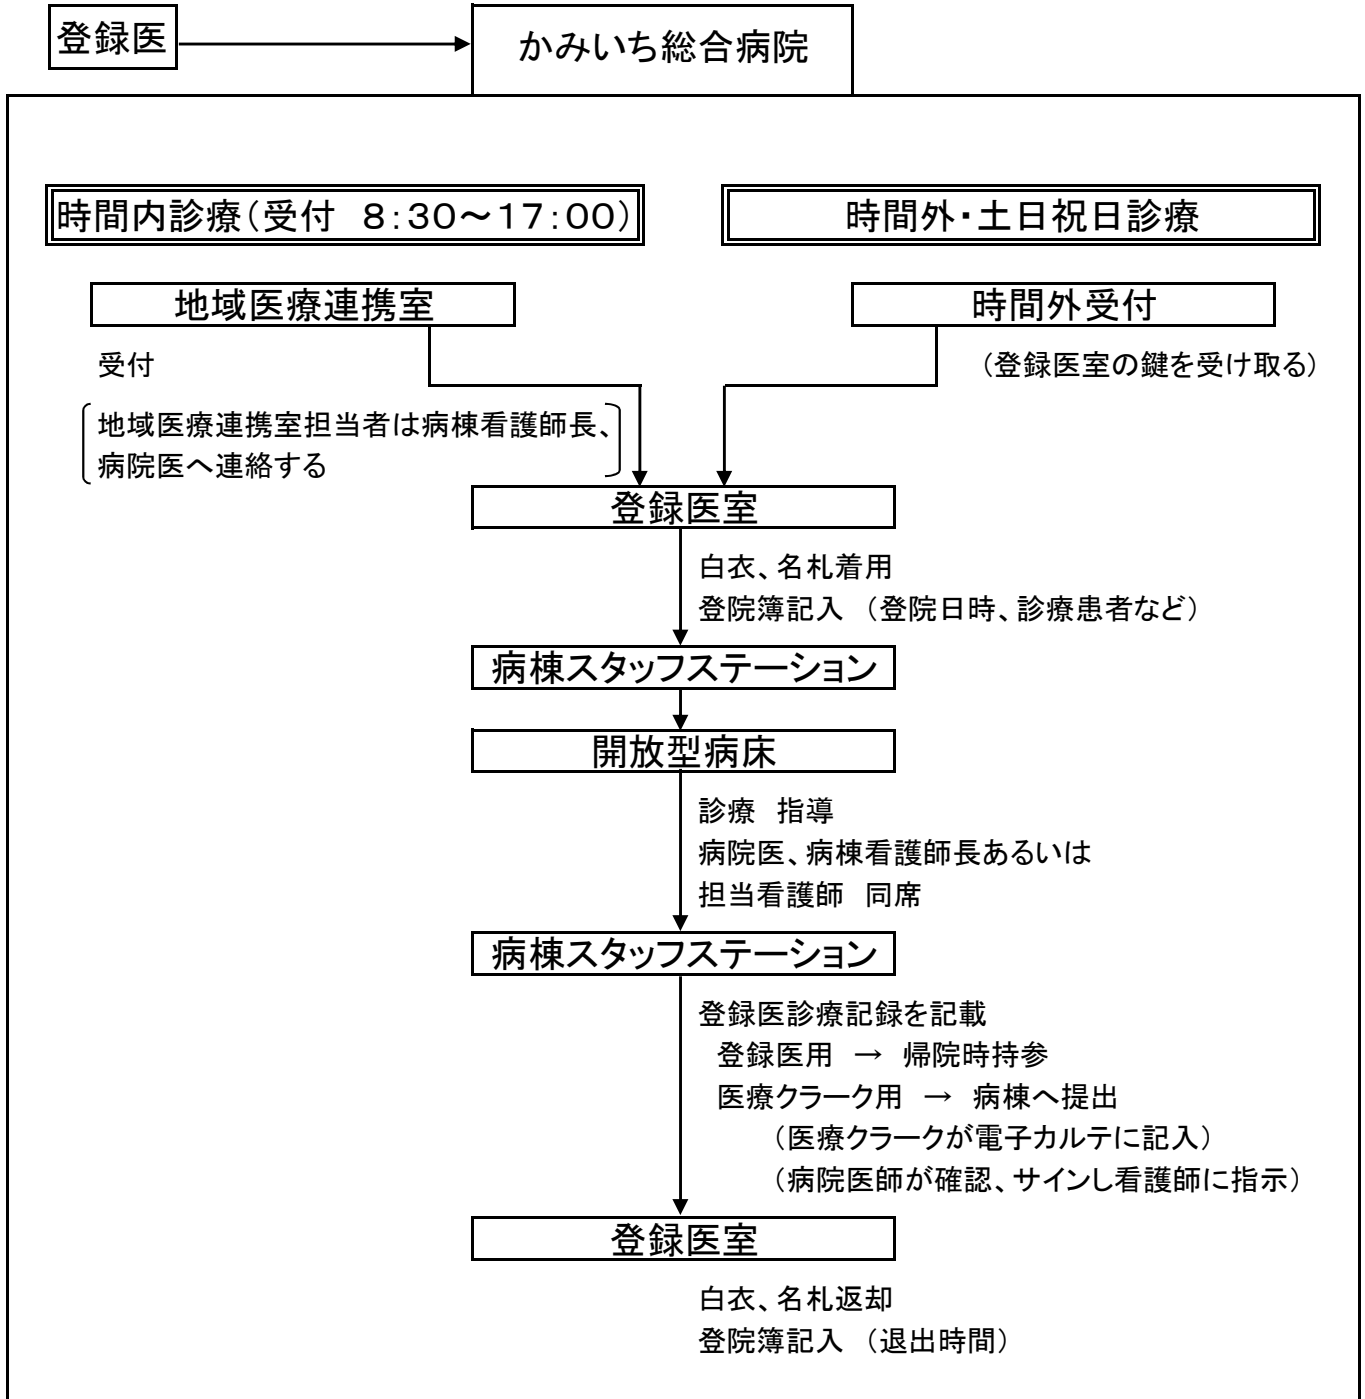 登録医
かみいち総合病院
時間内診療(受付　8:30～17:00)
時間外・土日祝日診療
地域医療連携室
時間外受付
受付
(登録医室の鍵を受け取る)
地域医療連携室担当者は病棟看護師長、
病院医へ連絡する
登録医室
白衣、名札着用
登院簿記入　(登院日時、診療患者など)
病棟スタッフステーション
開放型病床
診療　指導
病院医、病棟看護師長あるいは
担当看護師　同席
病棟スタッフステーション
登録医診療記録を記載
登録医用　→　帰院時持参
医療クラーク用　→　病棟へ提出
(医療クラークが電子カルテに記入)
(病院医師が確認、サインし看護師に指示)
登録医室
白衣、名札返却
登院簿記入　(退出時間)